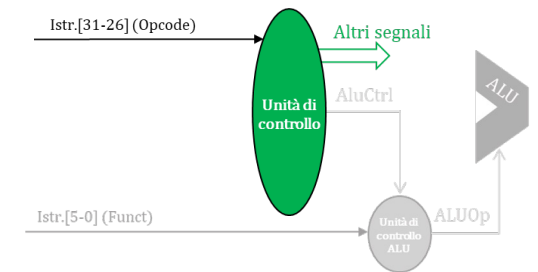 Istr.[31-26] (Opcode)
Altri segnali
ALU
Unità di
controllo
AluCtrl
Istr.[5-0] (Funct)
Unità di
controllo
ALU
ALUOp